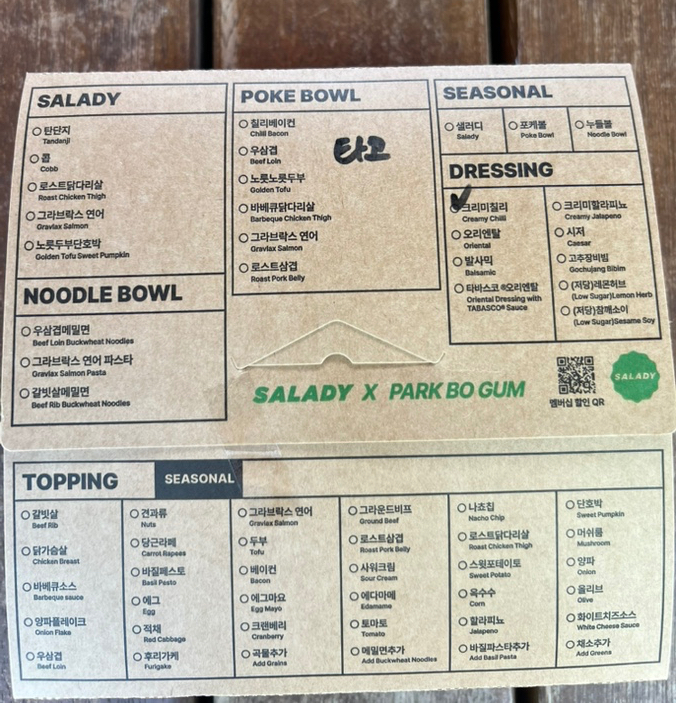 SALADY
○ 탄단지
Tandanji
○ 콥
Cobb
○ 로스트닭다리살
Roast Chicken Thigh
○ 그라브락스 연어
Gravlax Salmon
○ 노릇두부단호박
Golden Tofu Sweet Pumpkin
NOODLE BOWL
○ 우삼겹메밀면
Beef Loin Buckwheat Noodles
○ 그라브락스 연어 파스타
Gravlax Salmon Pasta
○ 갈빗살메밀면
Beef Rib Buckwheat Noodles
POKE BOWL
○ 칠리베이컨
Chilli Bacon
○ 우삼겹
Beef Loin
타코
○ 노릇노릇두부
Golden Tofu
○ 바베큐닭다리살
Barbeque Chicken Thigh
○ 그라브락스 연어
Gravlax Salmon
○ 로스트삼겹
Roast Pork Belly
SEASONAL
○ 샐러디
Salady
○ 포케볼
Poke Bowl
○ 누들볼
Noodle Bowl
DRESSING
✓ 크리미칠리
Creamy Chilli
○ 오리엔탈
Oriental
○ 발사믹
Balsamic
○ 타바스코®오리엔탈
Oriental Dressing with
TABASCO® Sauce
○ 크리미할라피뇨
Creamy Jalapeno
○ 시저
Caesar
○ 고추장비빔
Gochujang Bibim
○ (저당)레몬허브
(Low Sugar)Lemon Herb
○ (저당)참깨소이
(Low Sugar)Sesame Soy
SALADY X PARK BO GUM
멤버십 할인 QR
SALADY
TOPPING
SEASONAL
○ 갈빗살
Beef Rib
○ 닭가슴살
Chicken Breast
○ 바베큐소스
Barbeque sauce
○ 양파플레이크
Onion Flake
○ 우삼겹
Beef Loin
○ 견과류
Nuts
○ 당근라페
Carrot Rapees
○ 바질페스토
Basil Pesto
○ 에그
Egg
○ 적채
Red Cabbage
○ 후리가케
Furigake
○ 그라브락스 연어
Gravlax Salmon
○ 두부
Tofu
○ 베이컨
Bacon
○ 에그마요
Egg Mayo
○ 크랜베리
Cranberry
○ 곡물추가
Add Grains
○ 그라운드비프
Ground Beef
○ 로스트삼겹
Roast Pork Belly
○ 사워크림
Sour Cream
○ 에다마메
Edamame
○ 토마토
Tomato
○ 메밀면추가
Add Buckwheat Noodles
○ 나쵸칩
Nacho Chip
○ 로스트닭다리살
Roast Chicken Thigh
○ 스윗포테이토
Sweet Potato
○ 옥수수
Corn
○ 할라피뇨
Jalapeno
○ 바질파스타추가
Add Basil Pasta
○ 단호박
Sweet Pumpkin
○ 머쉬룸
Mushroom
○ 양파
Onion
○ 올리브
Olive
○ 화이트치즈소스
White Cheese Sauce
○ 채소추가
Add Greens